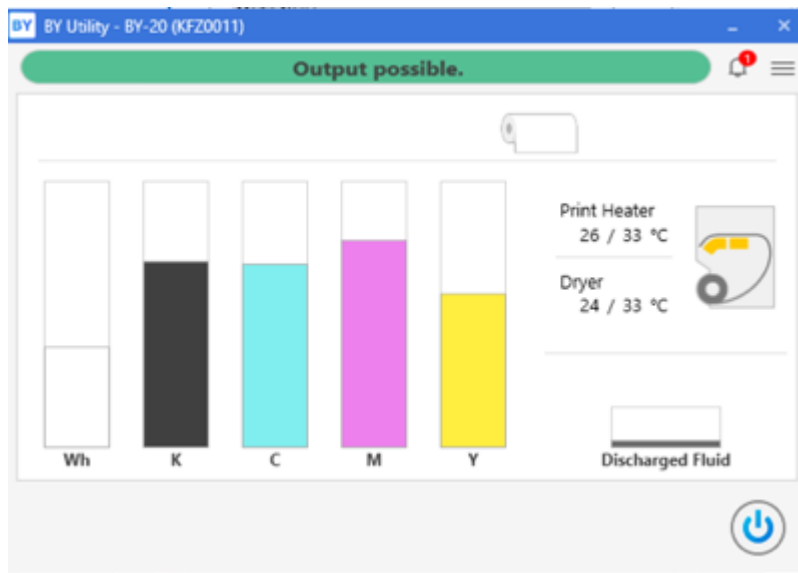 BY BY Utility - BY-20 (KFZ0011)
Output possible.
1
Print Heater
26 / 33 °C
Dryer
24 / 33 °C
Wh K C M Y
Discharged Fluid